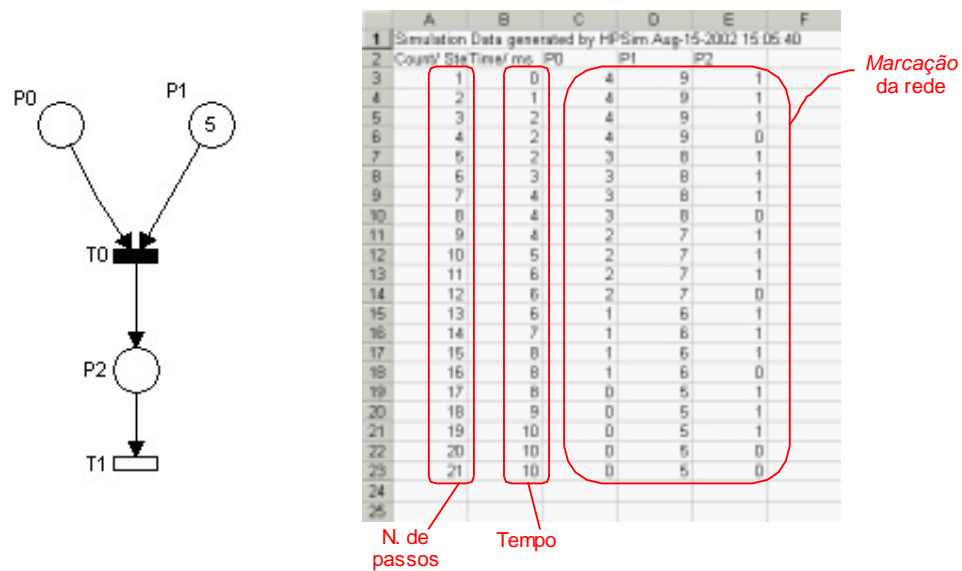 P0
P1
5
T0
P2
T1
A B C D E F
1 Simulation Data generated by HPSim Aug-15-2002 15:05:40
2 Count/ Ste Time/ ms P0 P1 P2
3 1 0 4 9 1
4 2 1 4 9 1
5 3 2 4 9 1
6 4 2 4 9 0
7 5 2 3 8 1
8 6 3 3 8 1
9 7 4 3 8 1
10 8 4 3 8 0
11 9 4 2 7 1
12 10 5 2 7 1
13 11 6 2 7 1
14 12 6 2 7 0
15 13 6 1 6 1
16 14 7 1 6 1
17 15 8 1 6 1
18 16 8 1 6 0
19 17 8 0 5 1
20 18 9 0 5 1
21 19 10 0 5 1
22 20 10 0 5 0
23 21 10 0 5 0
24
25
Marcação
da rede
N. de
passos
Tempo